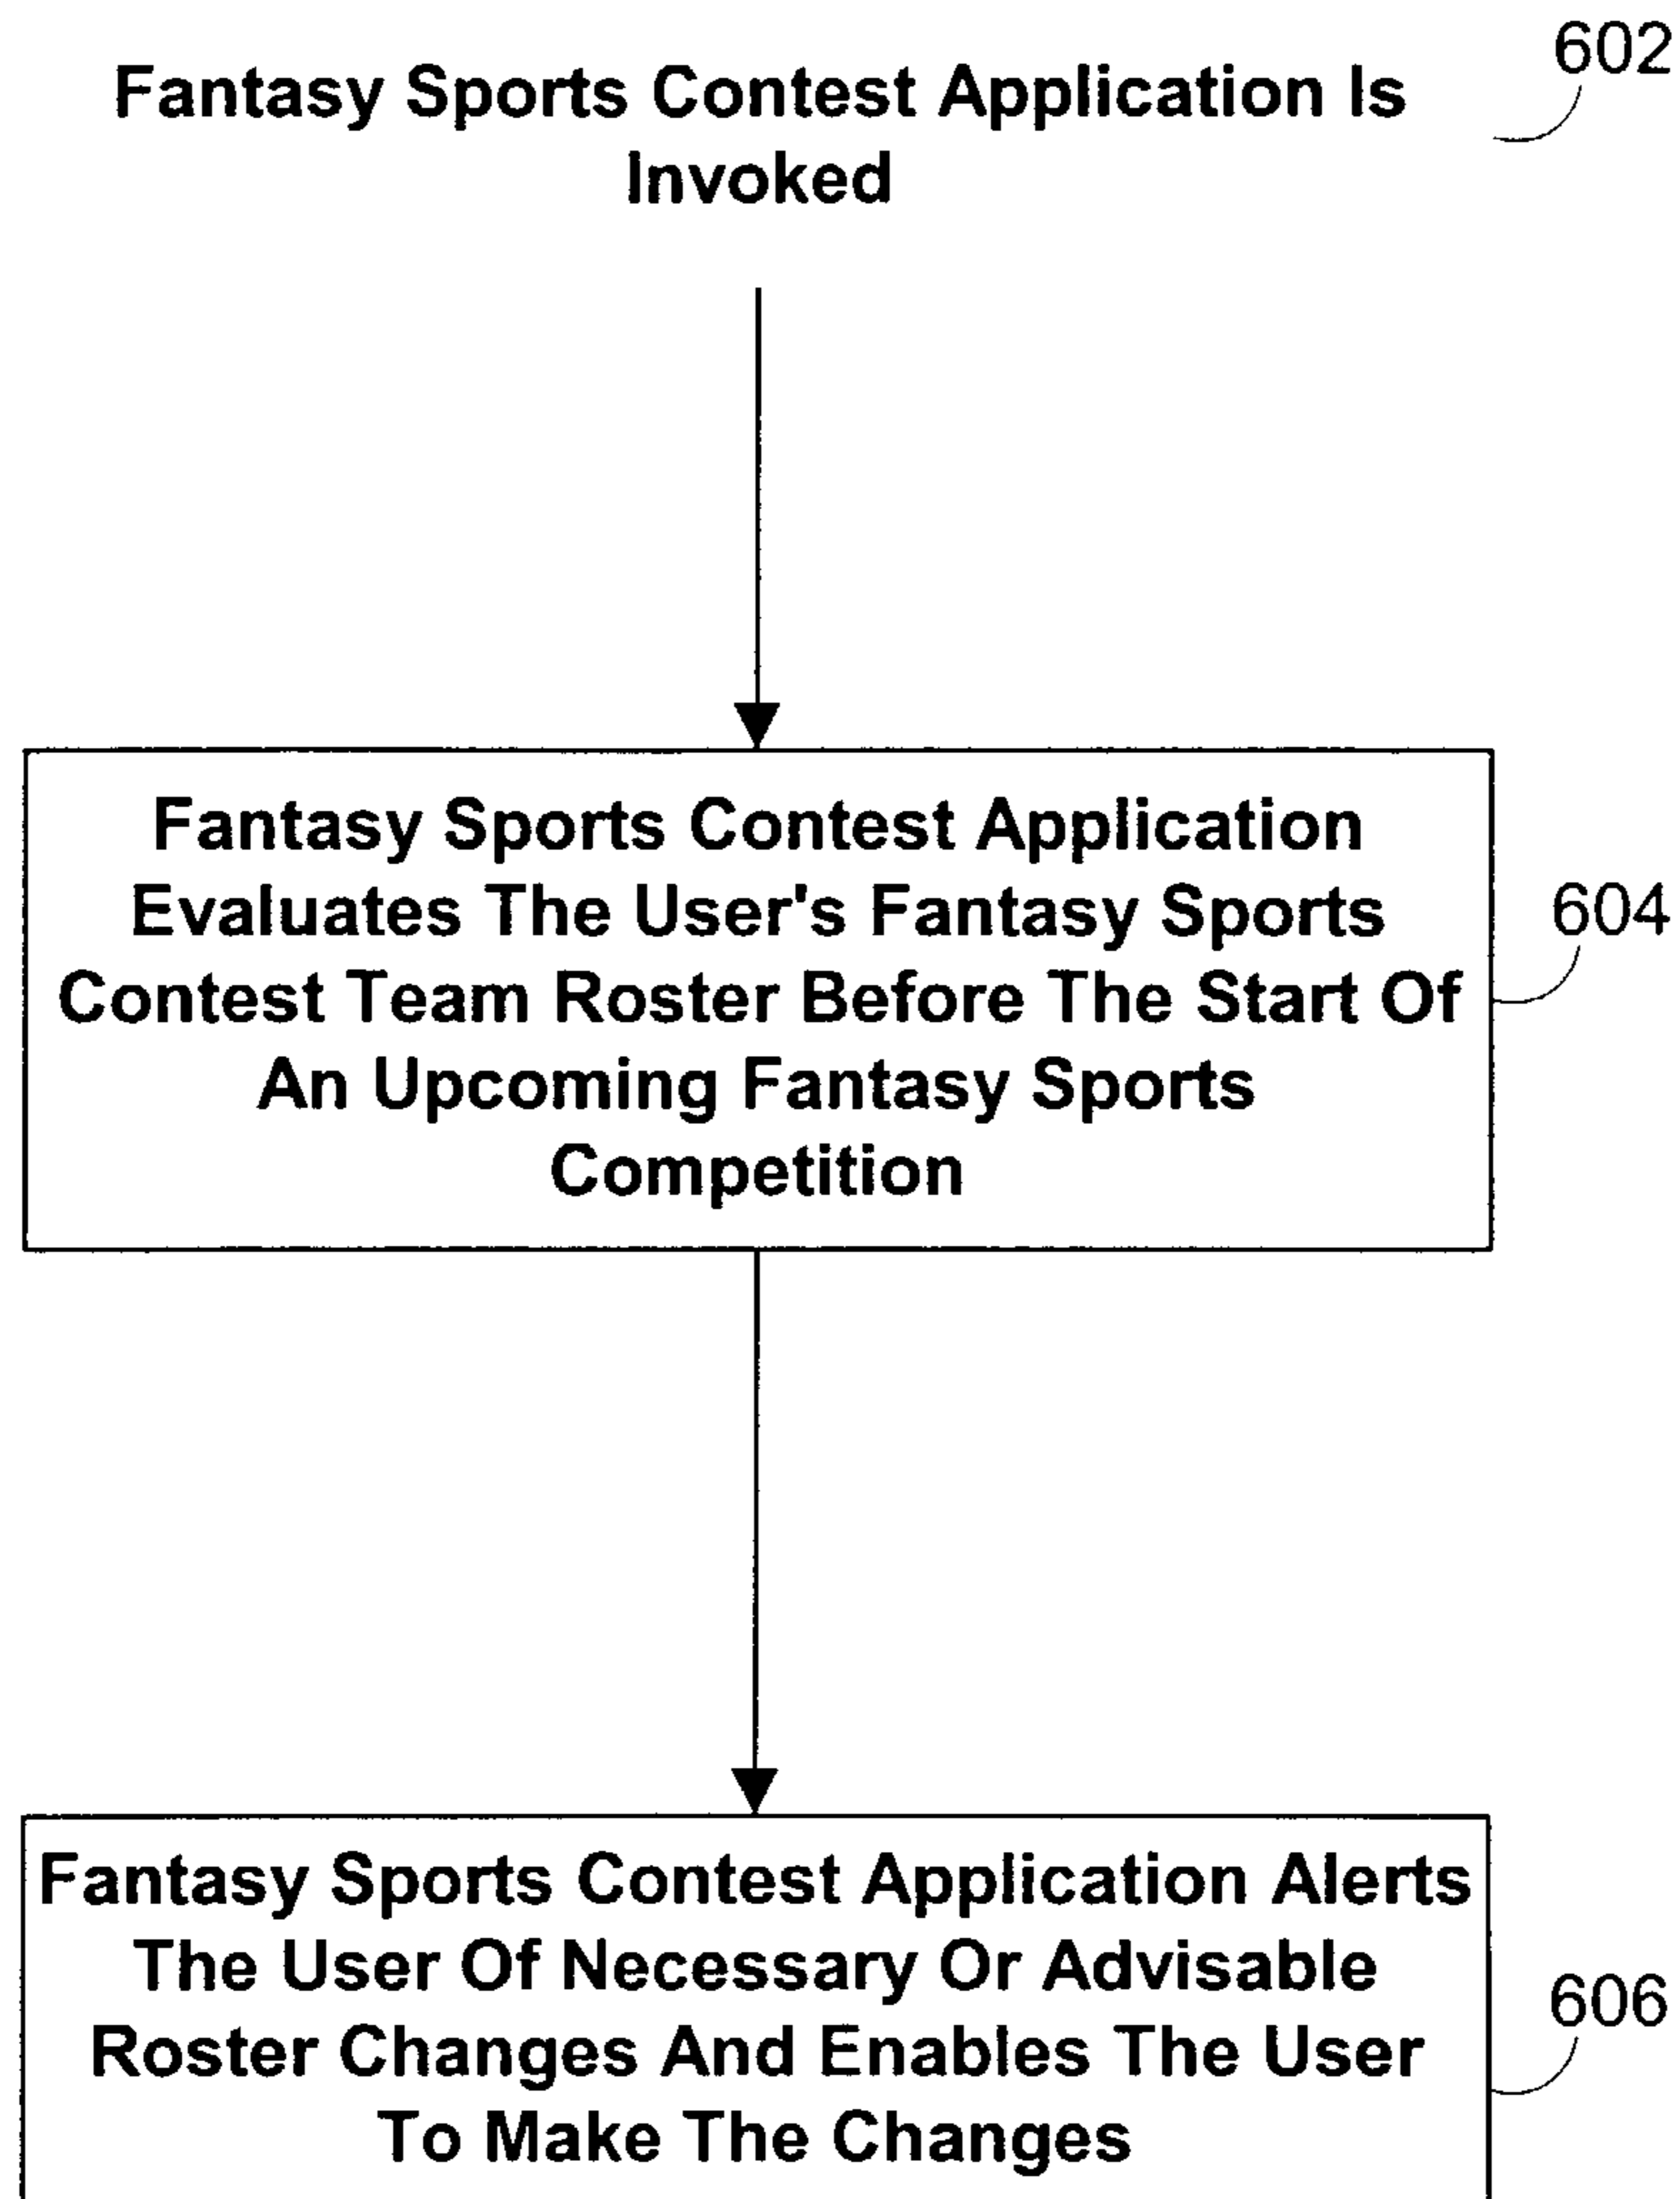 602
Fantasy Sports Contest Application Is
Invoked
Fantasy Sports Contest Application
Evaluates The User's Fantasy Sports
Contest Team Roster Before The Start Of
An Upcoming Fantasy Sports
Competition
604
Fantasy Sports Contest Application Alerts
The User Of Necessary Or Advisable
Roster Changes And Enables The User
To Make The Changes
606